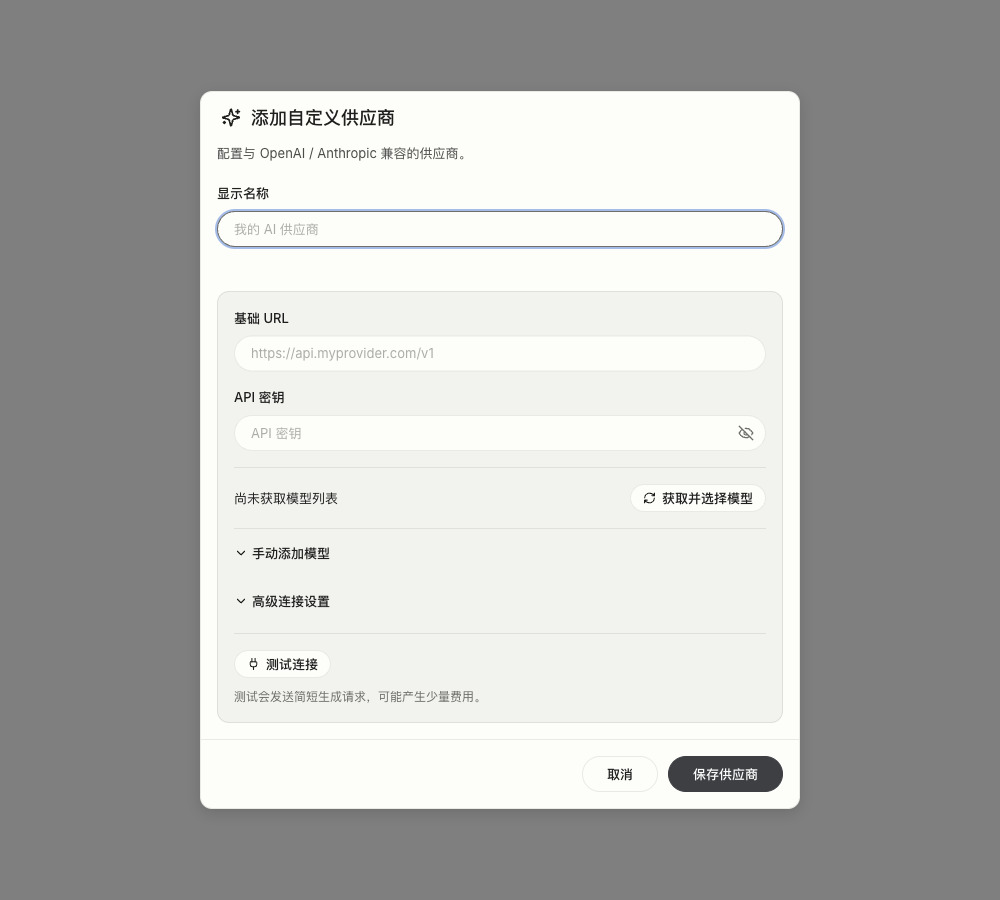 添加自定义供应商
配置与 OpenAI / Anthropic 兼容的供应商。
显示名称
我的 AI 供应商
基础 URL
https://api.myprovider.com/v1
API 密钥
API 密钥
尚未获取模型列表
获取并选择模型
手动添加模型
高级连接设置
测试连接
测试会发送简短生成请求，可能产生少量费用。
取消
保存供应商